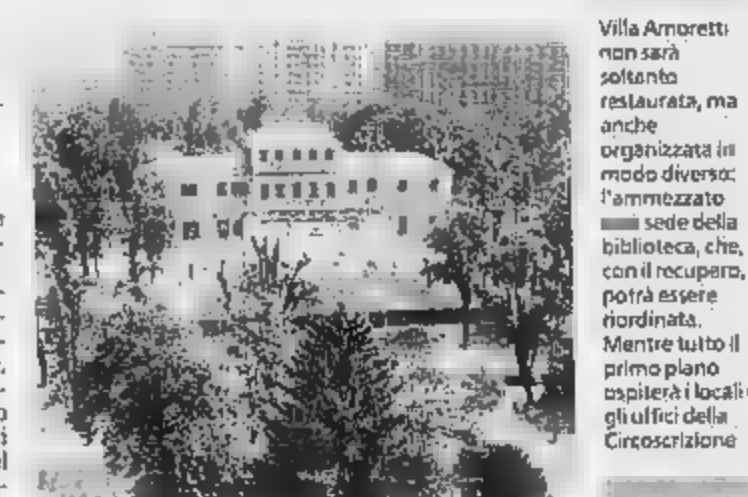 Villa Amoretti
non sarà
soltanto
restaurata, ma
anche
organizzata in
modo diverso:
l'ammezzato
sede della
biblioteca, che,
con il recupero,
potrà essere
riordinata.
Mentre tutto il
primo piano
ospiterà i locali
gli uffici della
Circoscrizione